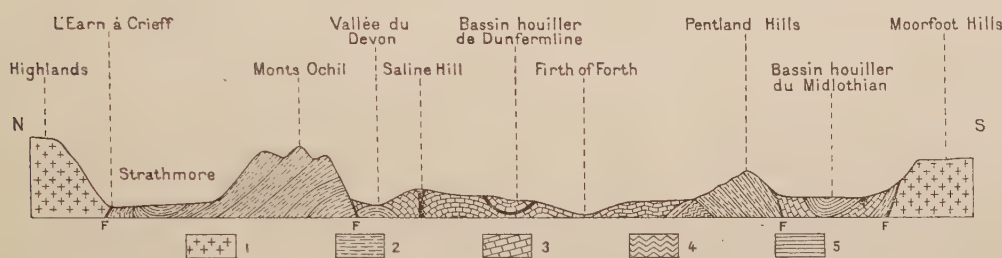 L'Earn à Crieff
Vallée du
Devon
Bassin houiller
de Dunfermline
Pentland Hills
Moorfoot Hills
Highlands
Monts Ochil
Saline Hill
Firth of Forth
Bassin houiller
du Midlothian
N
S
Strathmore
F
F
F
F
1
2
3
4
5